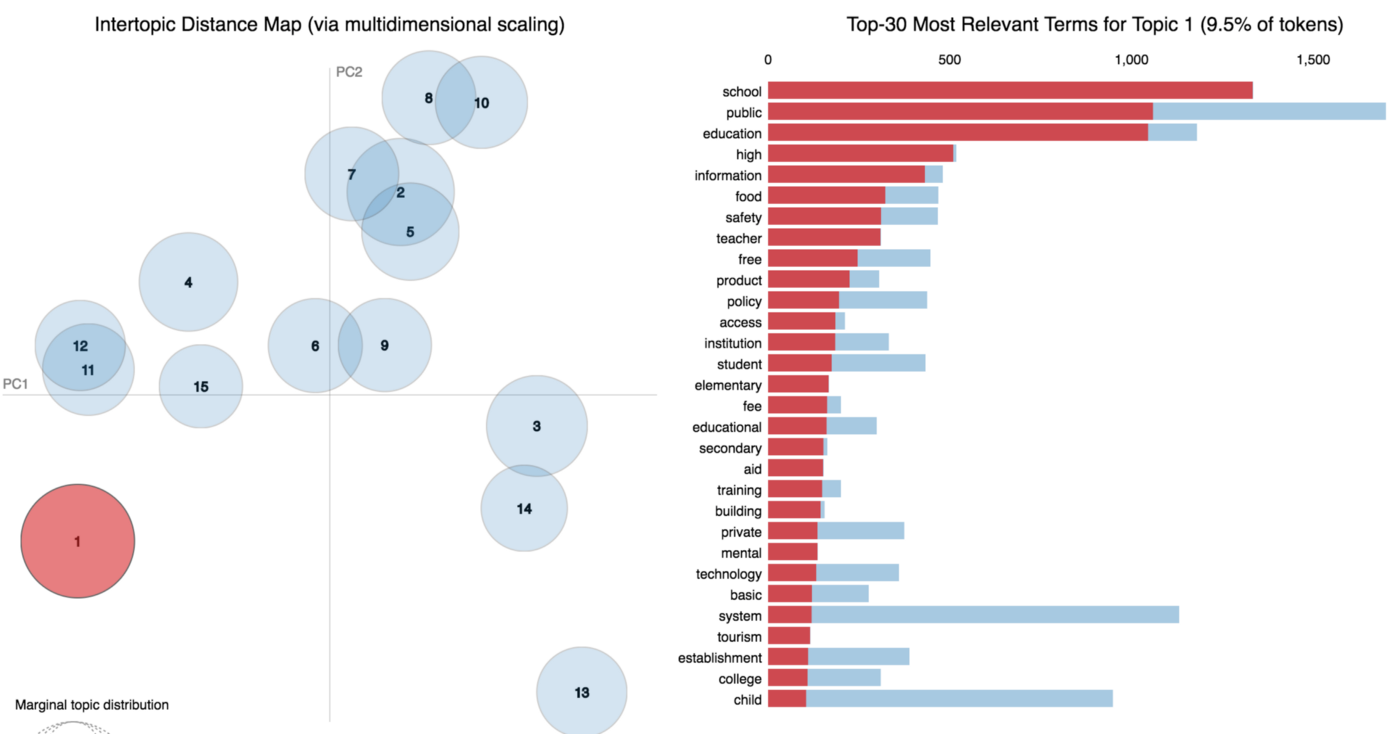 Intertopic Distance Map (via multidimensional scaling)
PC2
8
10
7
2
5
4
12
6
9
11
15
PC1
3
14
1
13
Marginal topic distribution
Top-30 Most Relevant Terms for Topic 1 (9.5% of tokens)
0 500 1,000 1,500
school
public
education
high
information
food
safety
teacher
free
product
policy
access
institution
student
elementary
fee
educational
secondary
aid
training
building
private
mental
technology
basic
system
tourism
establishment
college
child